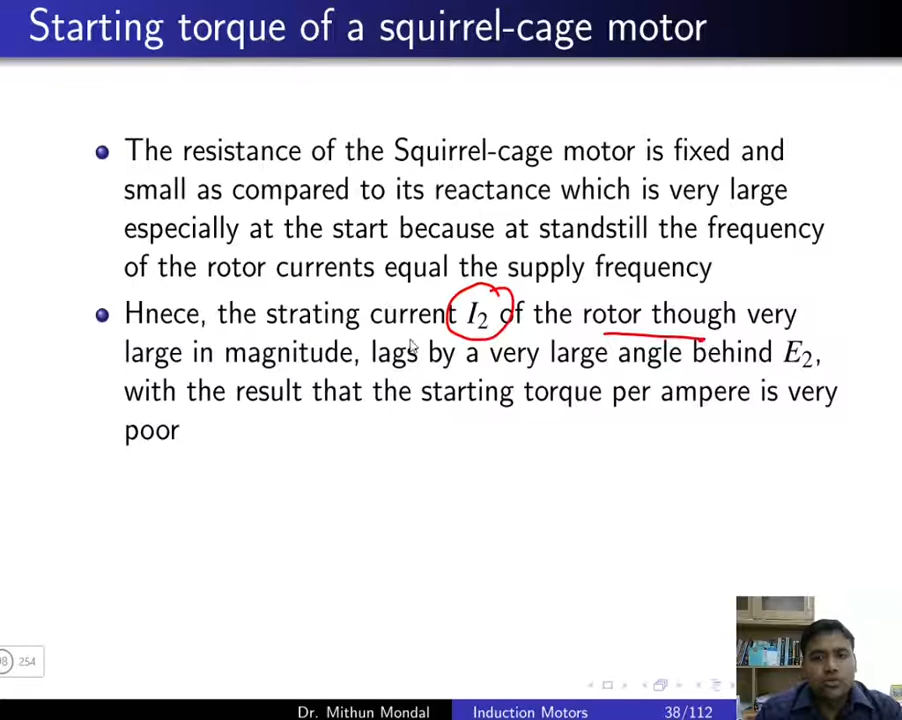 Starting torque of a squirrel-cage motor
The resistance of the Squirrel-cage motor is fixed and
small as compared to its reactance which is very large
especially at the start because at standstill the frequency
of the rotor currents equal the supply frequency
Hnece, the strating current I₂ of the rotor though very
large in magnitude, lags by a very large angle behind E₂,
with the result that the starting torque per ampere is very
poor
254
Dr. Mithun Mondal Induction Motors 38/112